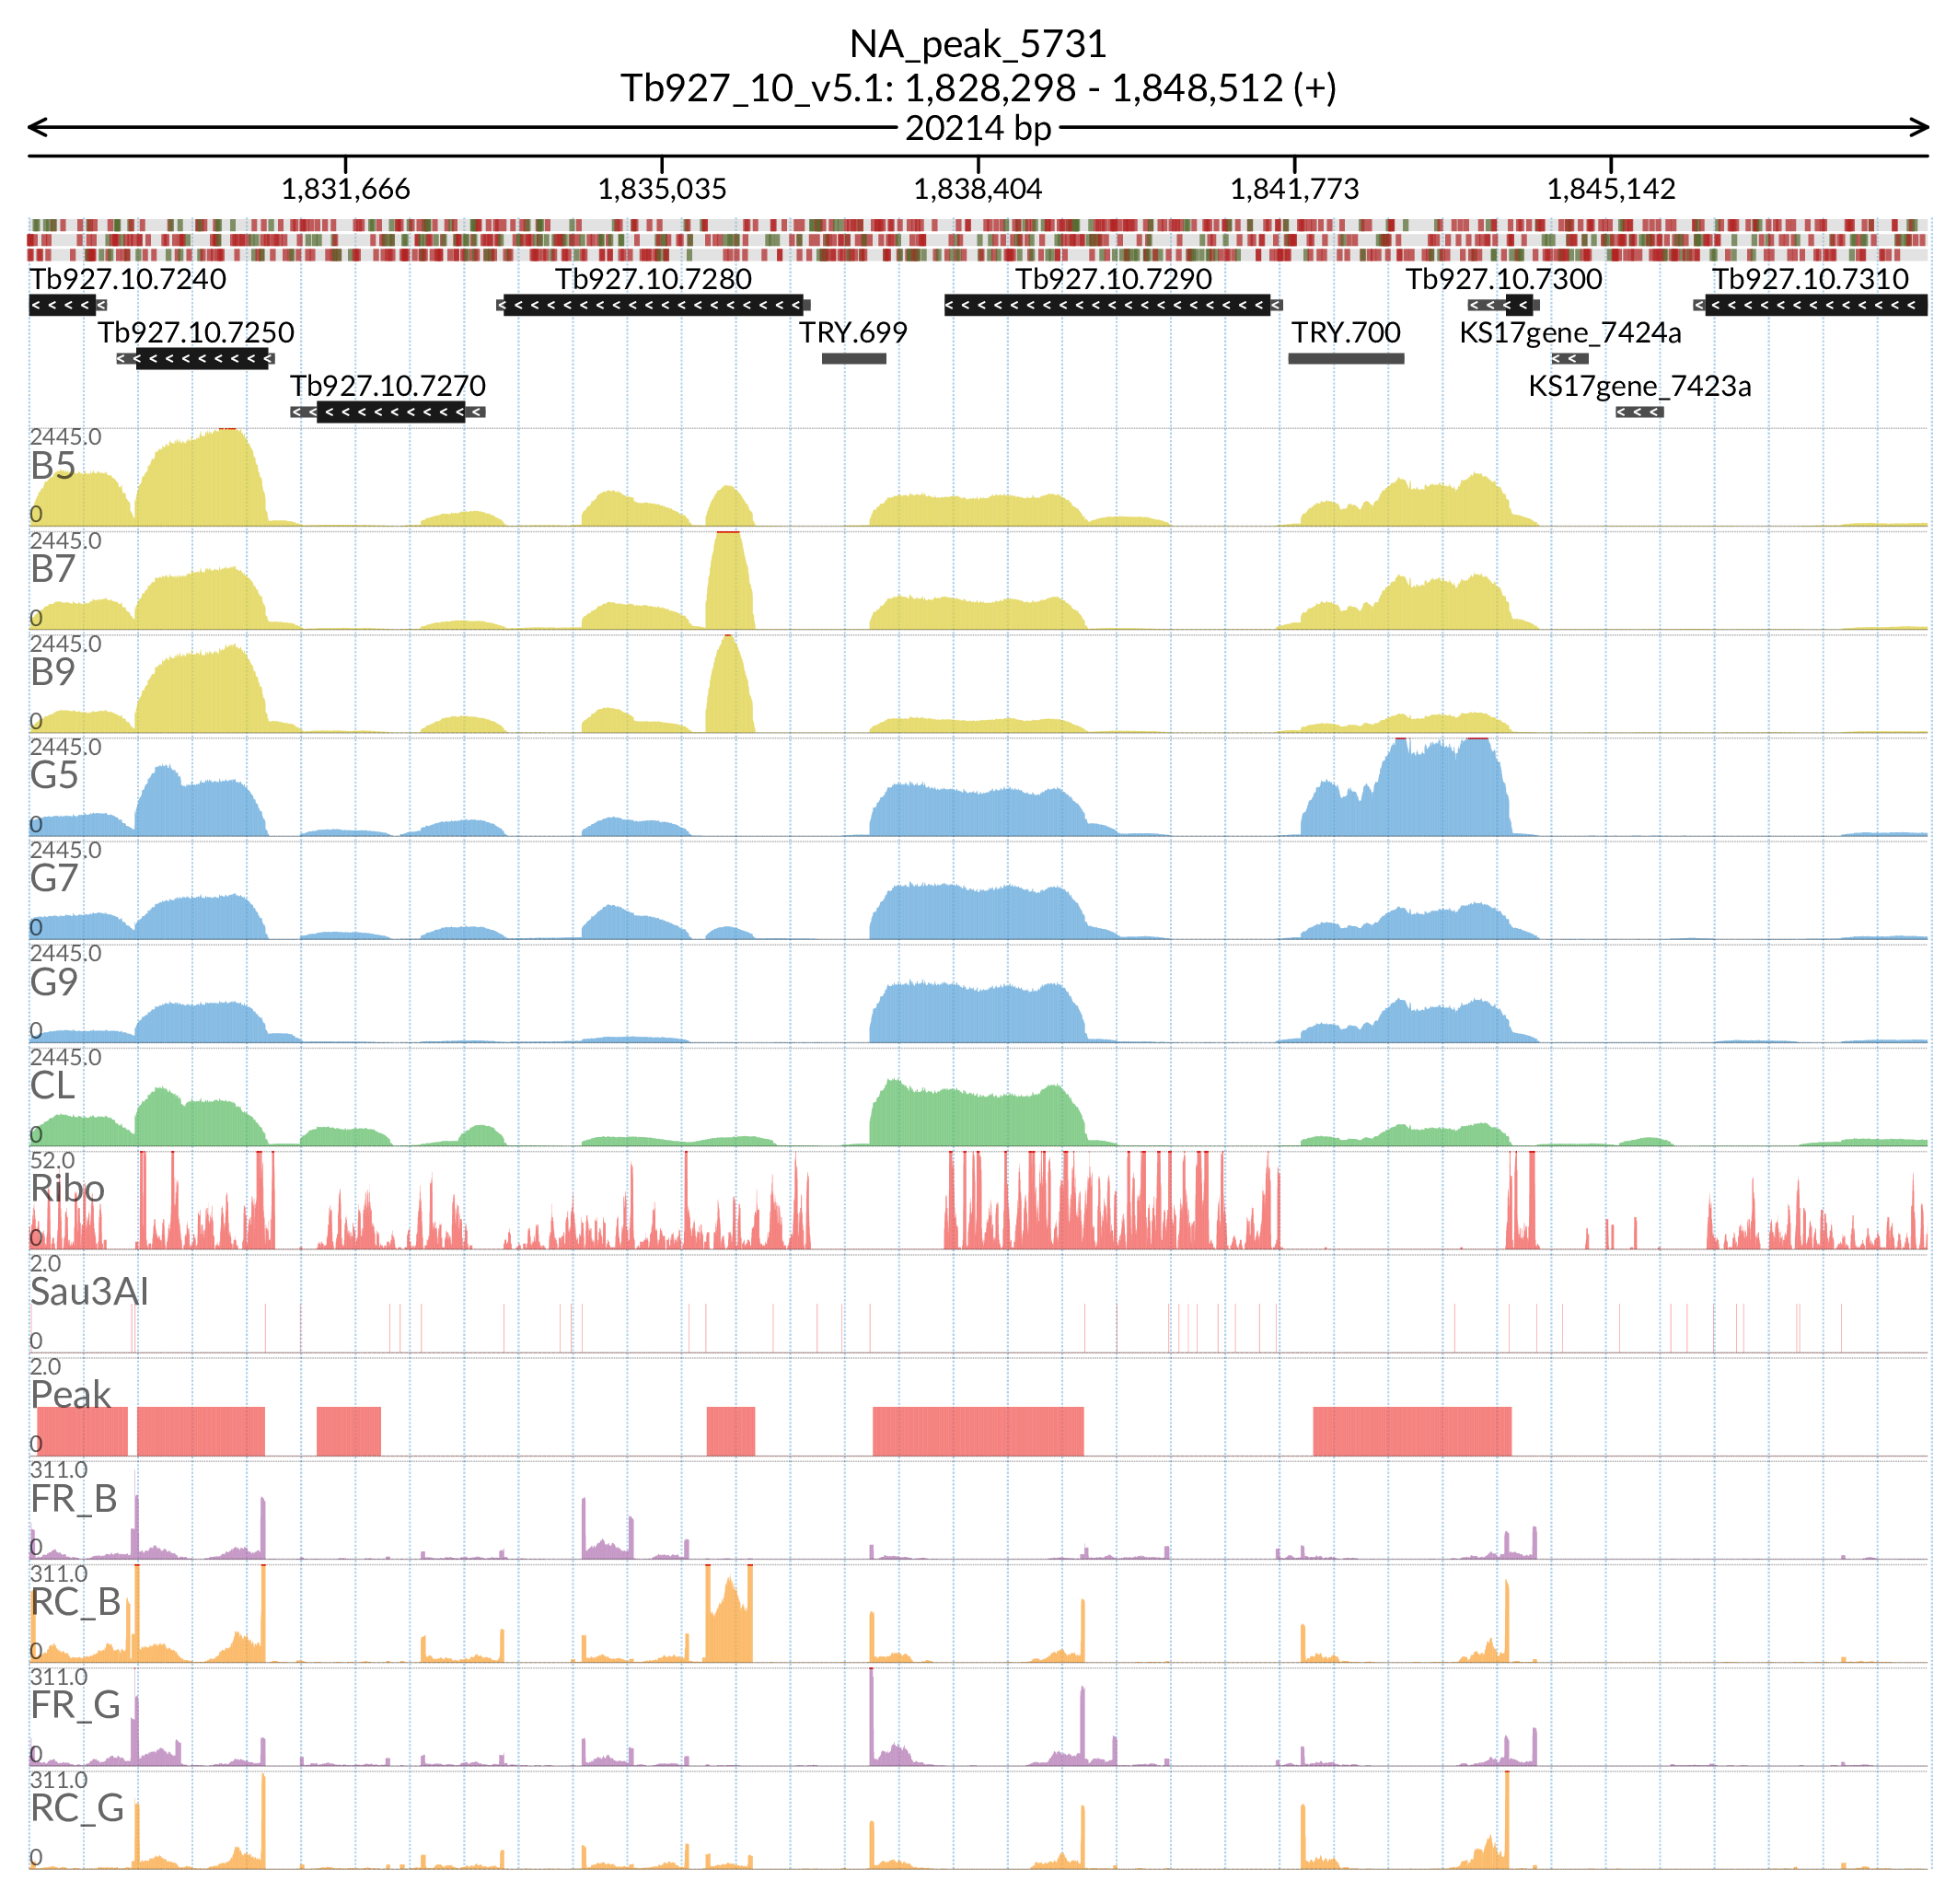 NA_peak_5731
Tb927_10_v5.1: 1,828,298 - 1,848,512 (+)
20214 bp
1,831,666 1,835,035 1,838,404 1,841,773 1,845,142
Tb927.10.7240 Tb927.10.7280 Tb927.10.7290 Tb927.10.7300 Tb927.10.7310
Tb927.10.7250 TRY.699 TRY.700 KS17gene_7424a
Tb927.10.7270 KS17gene_7423a
2445.0
B5
0
2445.0
B7
0
2445.0
B9
0
2445.0
G5
0
2445.0
G7
0
2445.0
G9
0
2445.0
CL
0
52.0
Ribo
0
2.0
Sau3AI
0
2.0
Peak
0
311.0
FR_B
0
311.0
RC_B
0
311.0
FR_G
0
311.0
RC_G
0